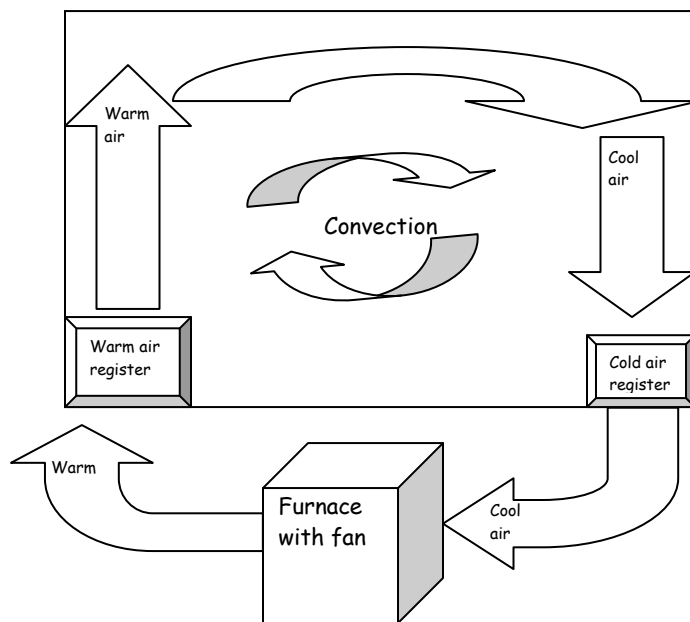 Warm
air
Cool
air
Convection
Warm air
register
Cold air
register
Warm
Furnace
with fan
Cool
air